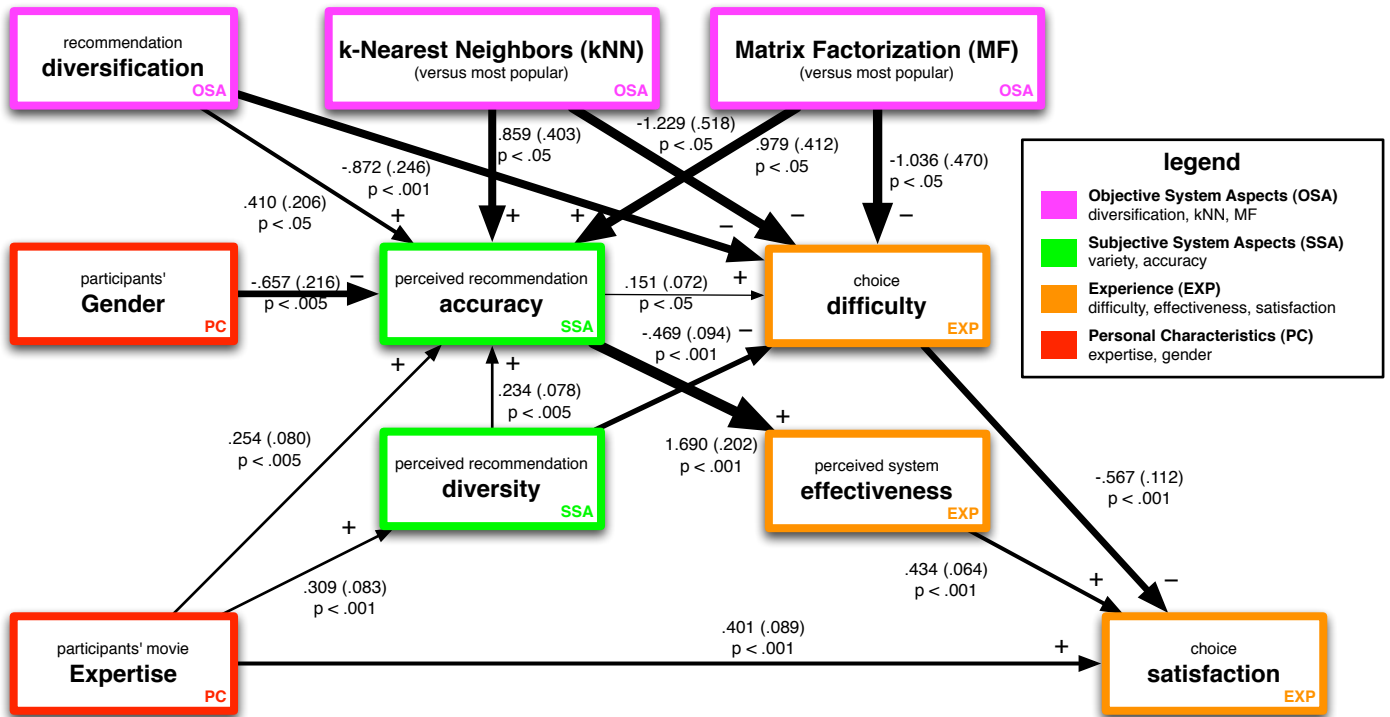 recommendation
diversification
OSA
k-Nearest Neighbors (kNN)
(versus most popular)
OSA
Matrix Factorization (MF)
(versus most popular)
OSA
.859 (.403)
p < .05
-1.229 (.518)
p < .05
.979 (.412)
p < .05
-1.036 (.470)
p < .05
-.872 (.246)
p < .001
.410 (.206)
p < .05
+
+
+
−
−
−
legend
Objective System Aspects (OSA)
diversification, kNN, MF
Subjective System Aspects (SSA)
variety, accuracy
Experience (EXP)
difficulty, effectiveness, satisfaction
Personal Characteristics (PC)
expertise, gender
participants'
Gender
PC
-.657 (.216)
p < .005
−
perceived recommendation
accuracy
SSA
.151 (.072)
p < .05
+
choice
difficulty
EXP
-.469 (.094)
p < .001
−
+
+
.234 (.078)
p < .005
.254 (.080)
p < .005
perceived recommendation
diversity
SSA
1.690 (.202)
p < .001
+
perceived system
effectiveness
EXP
-.567 (.112)
p < .001
+
.309 (.083)
p < .001
.434 (.064)
p < .001
+
−
participants' movie
Expertise
PC
.401 (.089)
p < .001
+
choice
satisfaction
EXP